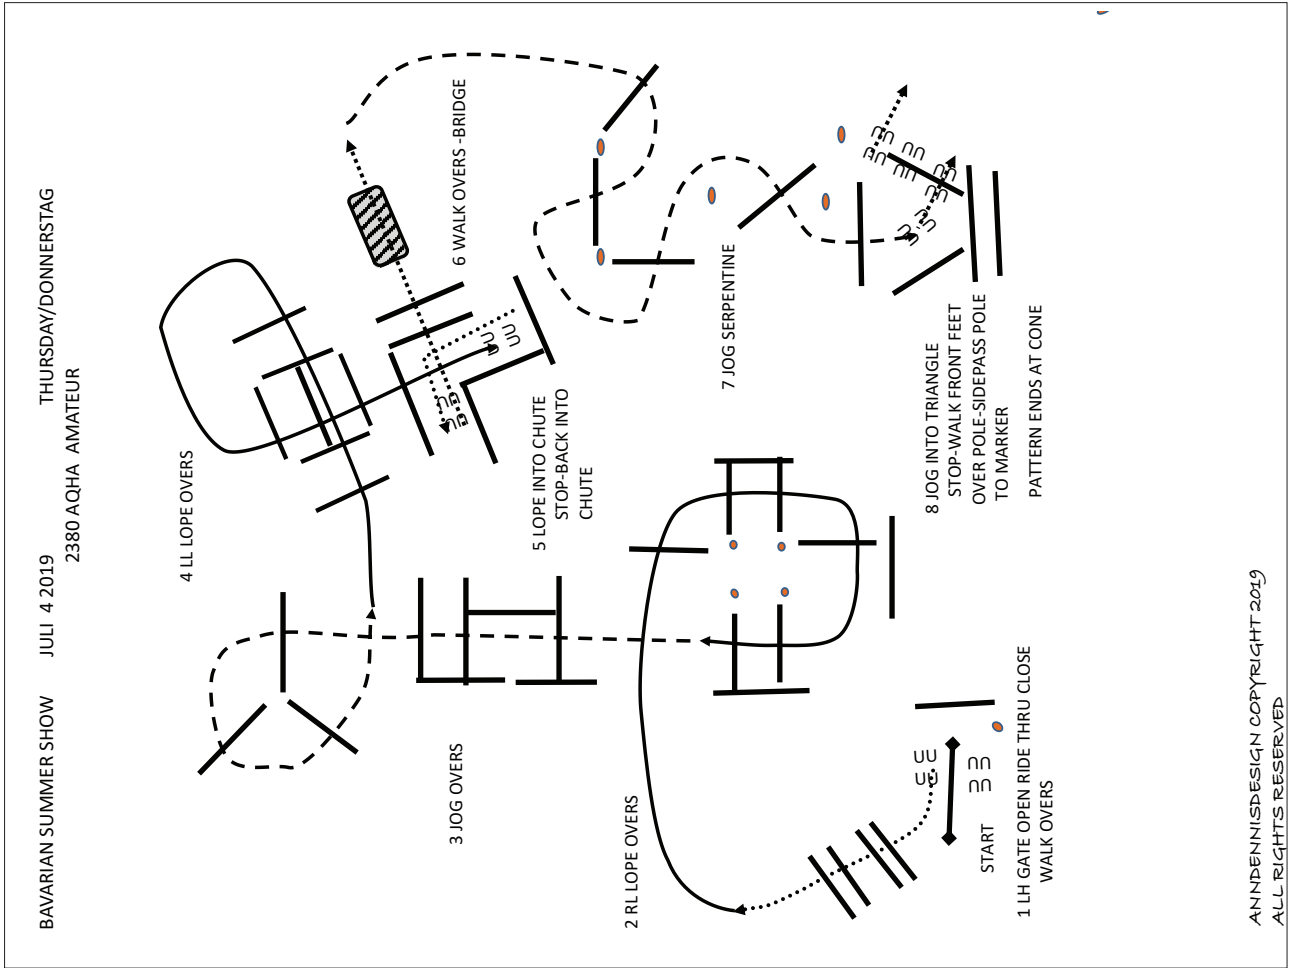 BAVARIAN SUMMER SHOW JULI 4 2019 THURSDAY/DONNERSTAG
2380 AQHA AMATEUR
4 LL LOPE OVERS
3 JOG OVERS
6 WALK OVERS -BRIDGE
5 LOPE INTO CHUTE
STOP-BACK INTO
CHUTE
2 RL LOPE OVERS
7 JOG SERPENTINE
8 JOG INTO TRIANGLE
STOP-WALK FRONT FEET
OVER POLE-SIDEPASS POLE
TO MARKER
PATTERN ENDS AT CONE
START
1 LH GATE OPEN RIDE THRU CLOSE
WALK OVERS
ANNDENNISDESIGN COPYRIGHT 2019
ALL RIGHTS RESERVED